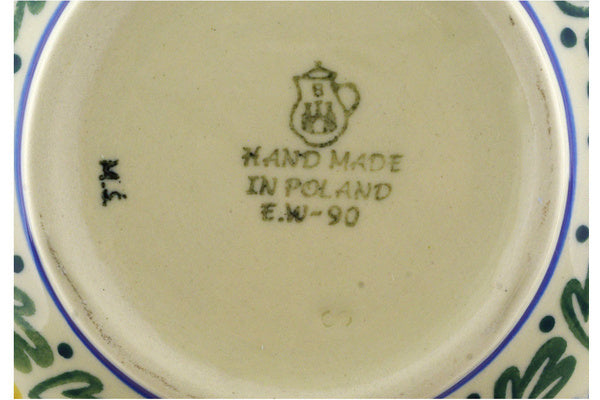 B
HAND MADE
IN POLAND
E.W-90
M.Ś.